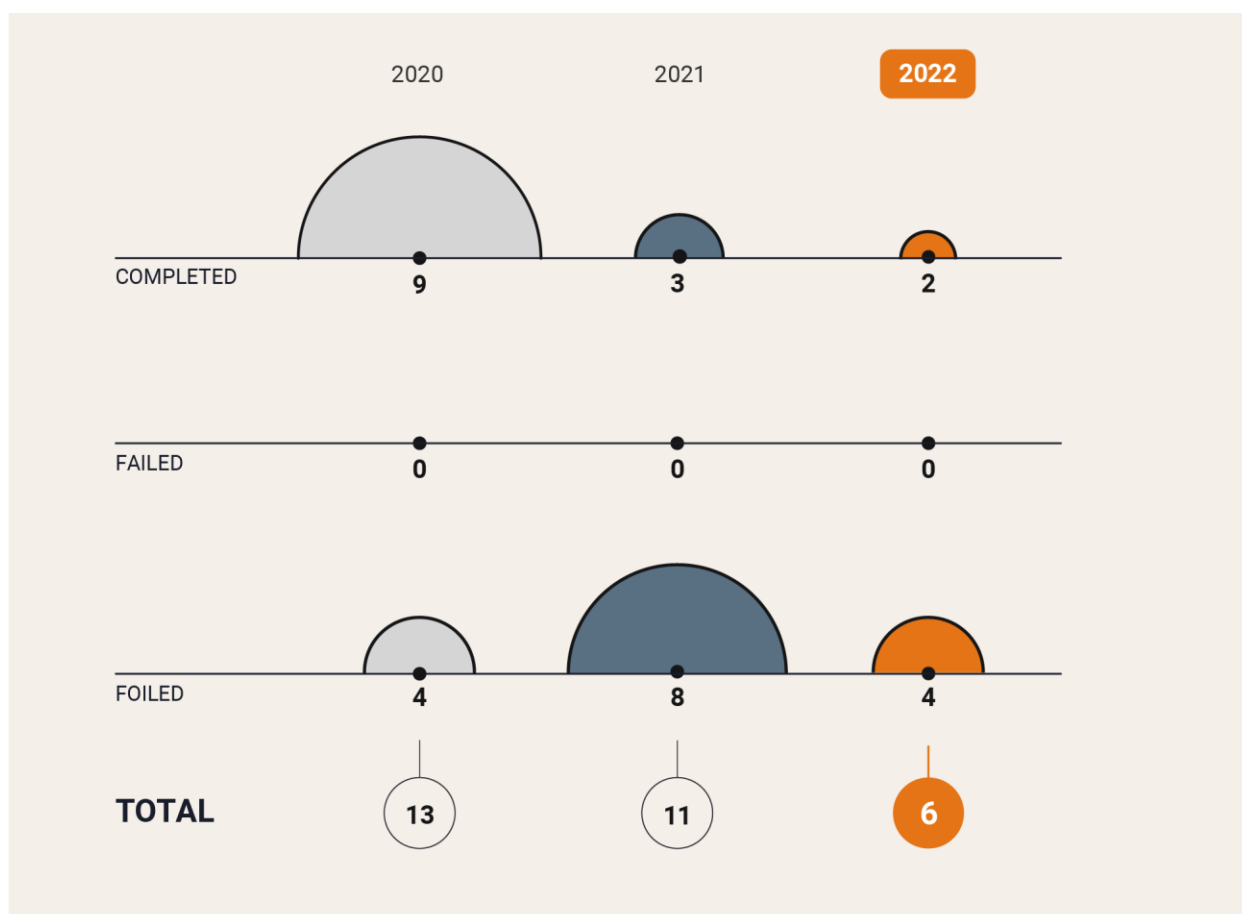 2020 2021 2022
COMPLETED
9 3 2
FAILED
0 0 0
FOILED
4 8 4
TOTAL 13 11 6